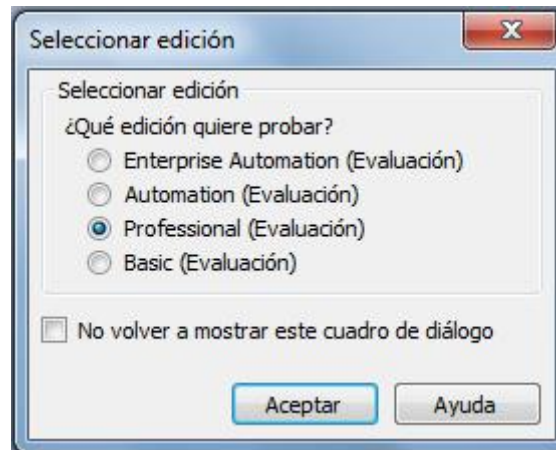 Seleccionar edición
Seleccionar edición
¿Qué edición quiere probar?
Enterprise Automation (Evaluación)
Automation (Evaluación)
Professional (Evaluación)
Basic (Evaluación)
No volver a mostrar este cuadro de diálogo
Aceptar Ayuda